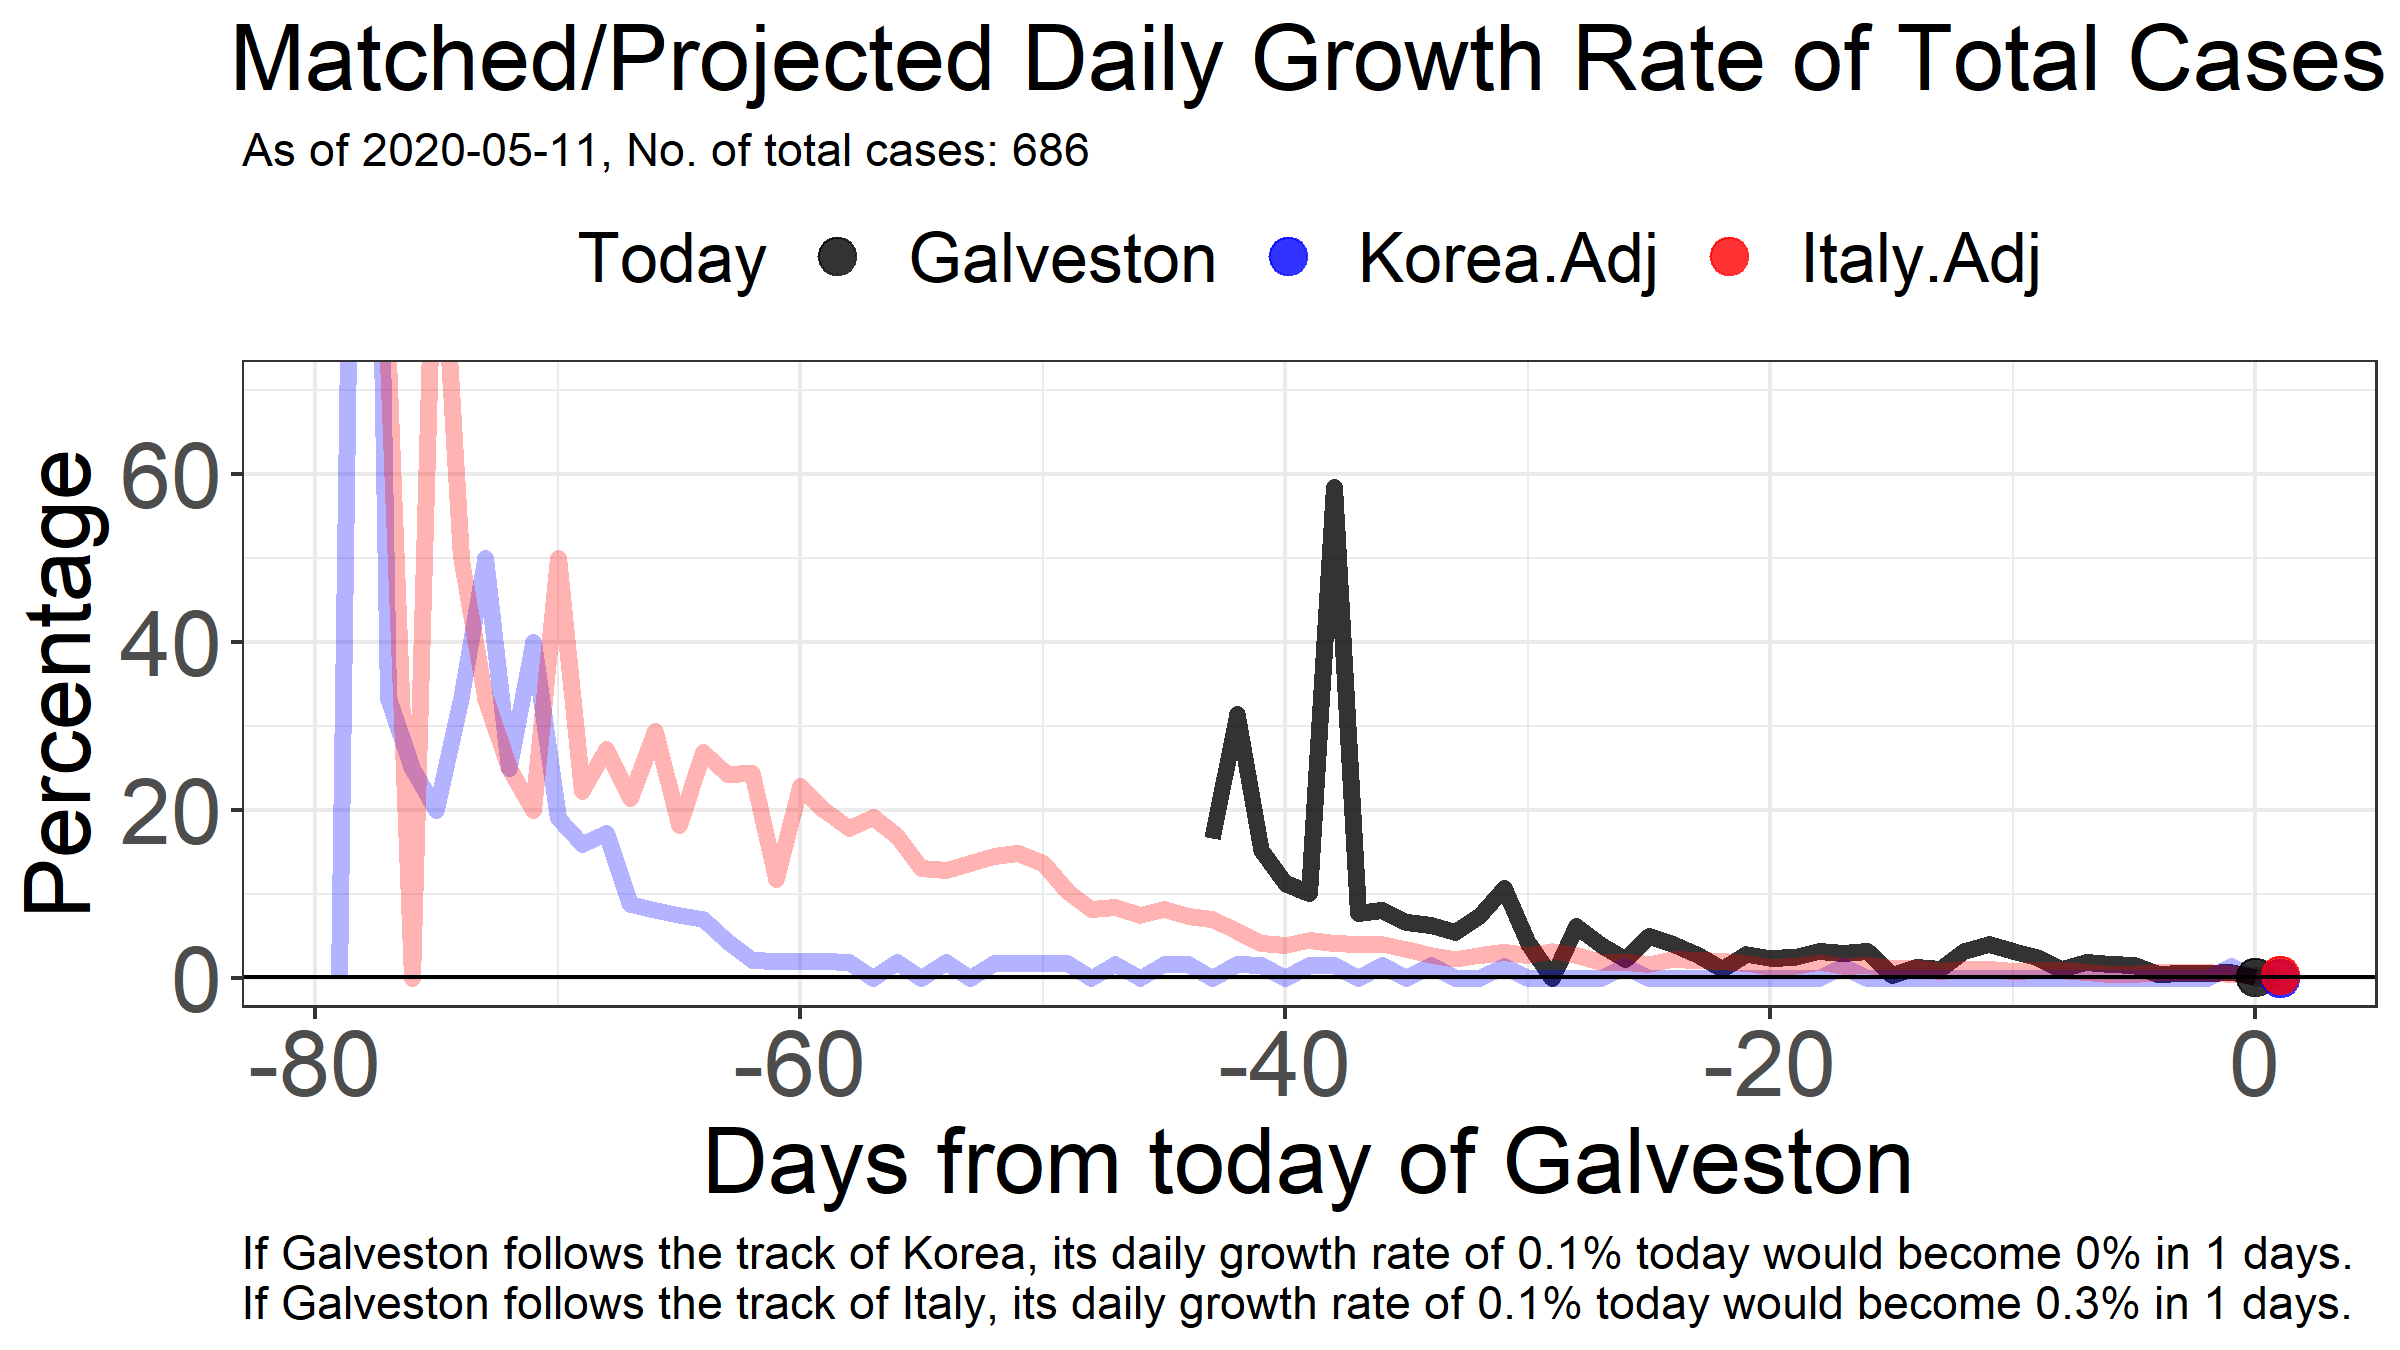 Matched/Projected Daily Growth Rate of Total Cases
As of 2020-05-11, No. of total cases: 686
Today Galveston Korea.Adj Italy.Adj
Percentage
60
40
20
0
-80 -60 -40 -20 0
Days from today of Galveston
If Galveston follows the track of Korea, its daily growth rate of 0.1% today would become 0% in 1 days.
If Galveston follows the track of Italy, its daily growth rate of 0.1% today would become 0.3% in 1 days.